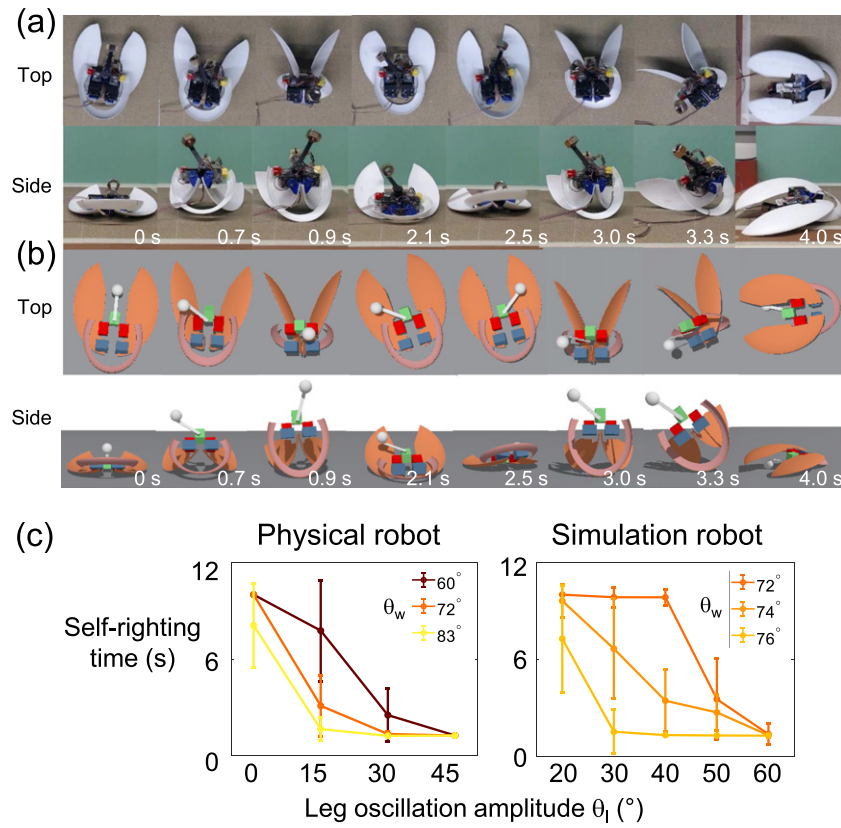 (a)
Top
Side
0 s 0.7 s 0.9 s 2.1 s 2.5 s 3.0 s 3.3 s 4.0 s
(b)
Top
Side
0 s 0.7 s 0.9 s 2.1 s 2.5 s 3.0 s 3.3 s 4.0 s
(c)
Physical robot
Simulation robot
Self-righting
time (s)
12
6
0
θw
60°
72°
83°
0 15 30 45
12
6
0
θw
72°
74°
76°
20 30 40 50 60
Leg oscillation amplitude θl (°)